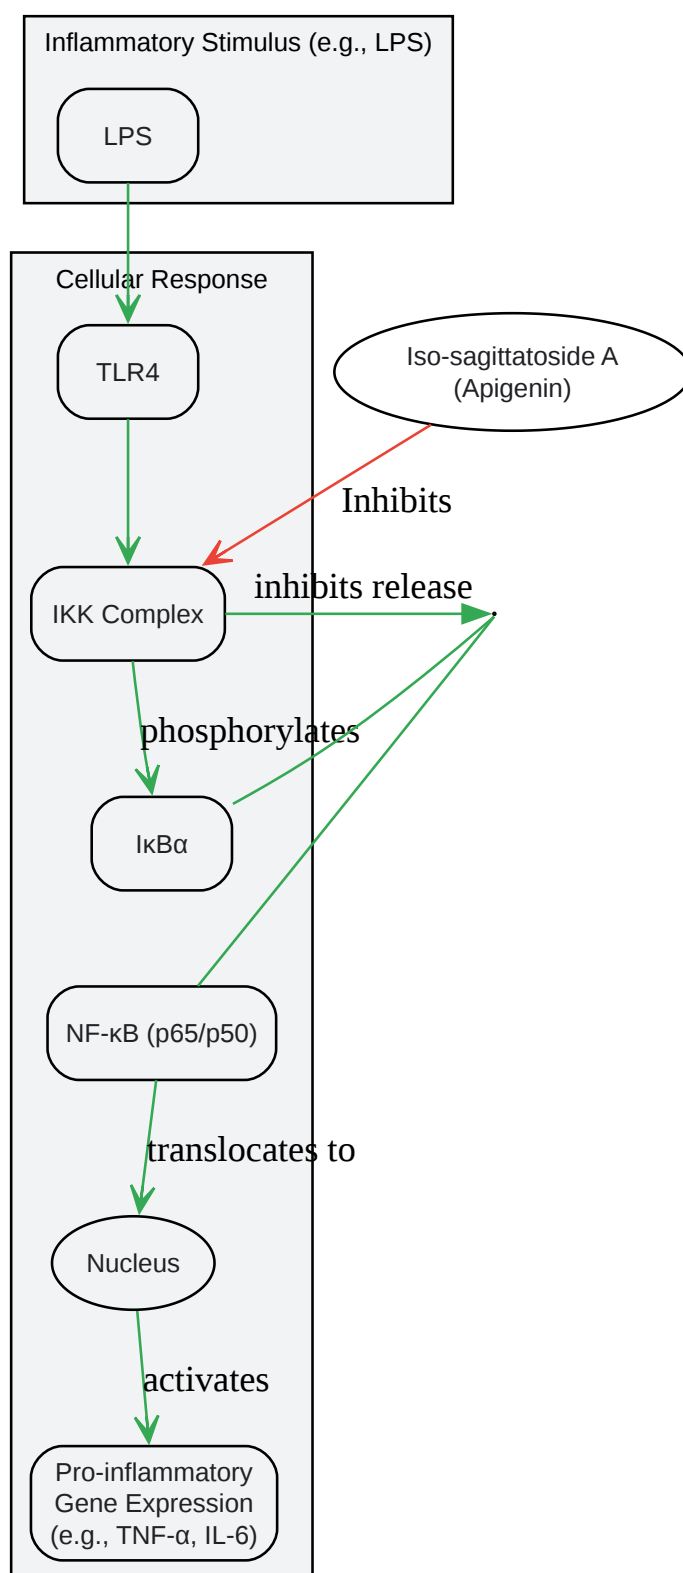 Inflammatory Stimulus (e.g., LPS)
LPS
Cellular Response
TLR4
Iso-sagittatoside A
(Apigenin)
Inhibits
IKK Complex
inhibits release
phosphorylates
IκBα
NF-κB (p65/p50)
translocates to
Nucleus
activates
Pro-inflammatory
Gene Expression
(e.g., TNF-α, IL-6)